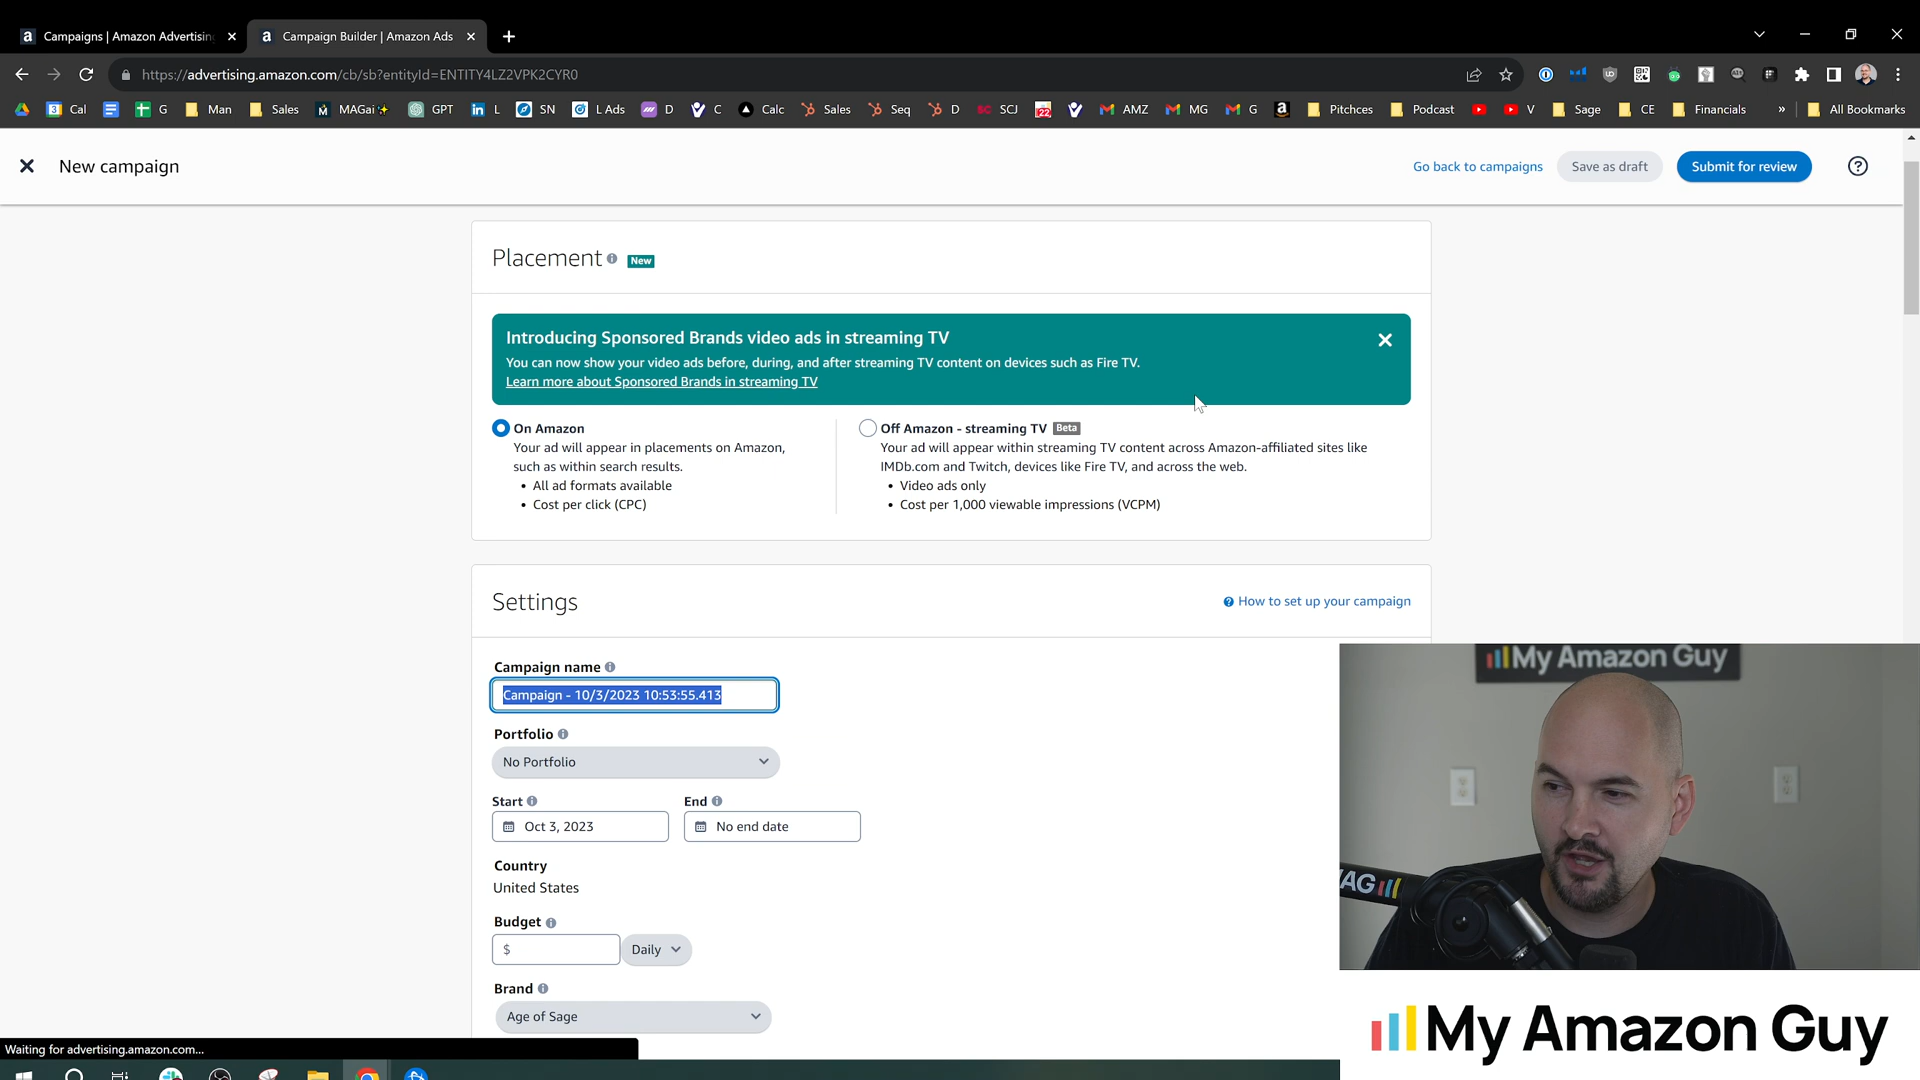 Campaigns | Amazon Advertising
Campaign Builder | Amazon Ads
https://advertising.amazon.com/cb/sb?entityId=ENTITY4LZ2VPK2CYR0
Cal G Man Sales MAGai GPT L SN L Ads D C Calc Sales Seq D SCJ AMZ MG G Pitchces Podcast V Sage CE Financials » All Bookmarks
New campaign
Go back to campaigns
Save as draft
Submit for review
Placement New
Introducing Sponsored Brands video ads in streaming TV
You can now show your video ads before, during, and after streaming TV content on devices such as Fire TV.
Learn more about Sponsored Brands in streaming TV
On Amazon
Your ad will appear in placements on Amazon,
such as within search results.
• All ad formats available
• Cost per click (CPC)
Off Amazon - streaming TV Beta
Your ad will appear within streaming TV content across Amazon-affiliated sites like
IMDb.com and Twitch, devices like Fire TV, and across the web.
• Video ads only
• Cost per 1,000 viewable impressions (VCPM)
Settings
How to set up your campaign
Campaign name
Campaign - 10/3/2023 10:53:55.413
Portfolio
No Portfolio
Start
End
Oct 3, 2023
No end date
Country
United States
Budget
$
Daily
Brand
Age of Sage
Waiting for advertising.amazon.com...
My Amazon Guy
My Amazon Guy